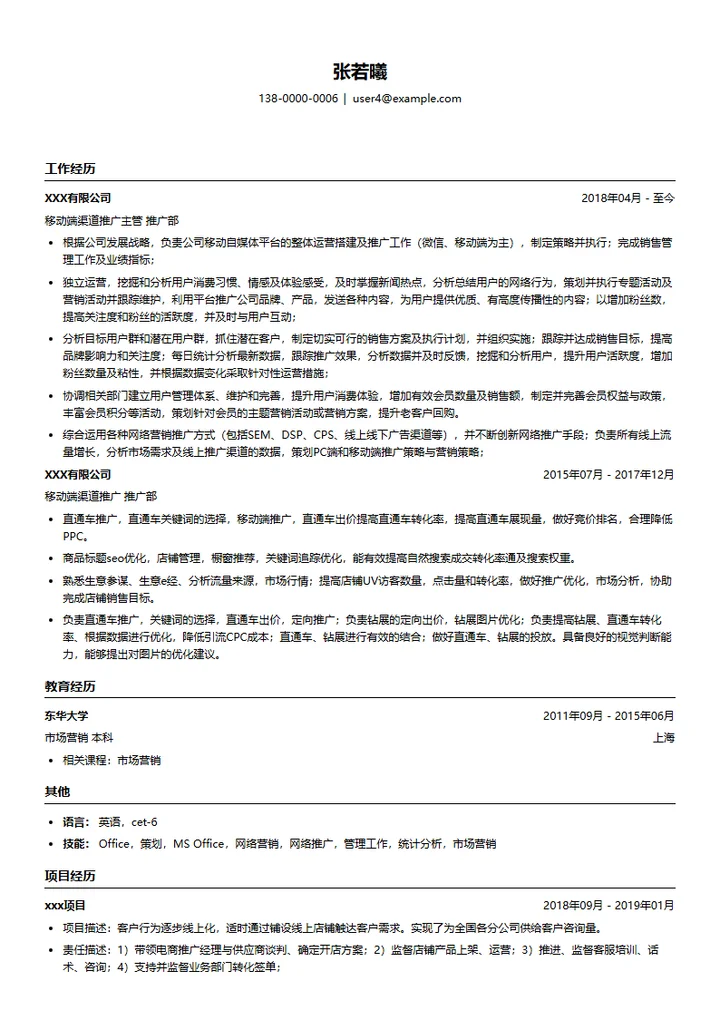 张若曦
138-0000-0006 | user4@example.com
工作经历
XXX有限公司 2018年04月 - 至今
移动端渠道推广主管 推广部
• 根据公司发展战略，负责公司移动自媒体平台的整体运营搭建及推广工作（微信、移动端为主），制定策略并执行；完成销售管
理工作及业绩指标；
• 独立运营，挖掘和分析用户消费习惯、情感及体验感受，及时掌握新闻热点，分析总结用户的网络行为，策划并执行专题活动及
营销活动并跟踪维护，利用平台推广公司品牌、产品，发送各种内容，为用户提供优质、有高度传播性的内容；以增加粉丝数，
提高关注度和粉丝的活跃度，并及时与用户互动；
• 分析目标用户群和潜在用户群，抓住潜在客户，制定切实可行的销售方案及执行计划，并组织实施；跟踪并达成销售目标，提高
品牌影响力和关注度；每日统计分析最新数据，跟踪推广效果，分析数据并及时反馈，挖掘和分析用户，提升用户活跃度，增加
粉丝数量及粘性，并根据数据变化采取针对性运营措施；
• 协调相关部门建立用户管理体系、维护和完善，提升用户消费体验，增加有效会员数量及销售额，制定并完善会员权益与政策，
丰富会员积分等活动，策划针对会员的主题营销活动或营销方案，提升老客户回购。
• 综合运用各种网络营销推广方式（包括SEM、DSP、CPS、线上线下广告渠道等），并不断创新网络推广手段；负责所有线上流
量增长，分析市场需求及线上推广渠道的数据，策划PC端和移动端推广策略与营销策略；
XXX有限公司 2015年07月 - 2017年12月
移动端渠道推广 推广部
• 直通车推广，直通车关键词的选择，移动端推广，直通车出价提高直通车转化率，提高直通车展现量，做好竞价排名，合理降低
PPC。
• 商品标题seo优化，店铺管理，橱窗推荐，关键词追踪优化，能有效提高自然搜索成交转化率通及搜索权重。
• 熟悉生意参谋、生意e经、分析流量来源，市场行情；提高店铺UV访客数量，点击量和转化率，做好推广优化，市场分析，协助
完成店铺销售目标。
• 负责直通车推广，关键词的选择，直通车出价，定向推广；负责钻展的定向出价，钻展图片优化；负责提高钻展、直通车转化
率、根据数据进行优化，降低引流CPC成本；直通车、钻展进行有效的结合；做好直通车、钻展的投放。具备良好的视觉判断能
力，能够提出对图片的优化建议。
教育经历
东华大学 2011年09月 - 2015年06月
市场营销 本科 上海
• 相关课程：市场营销
其他
• 语言： 英语，cet-6
• 技能： Office，策划，MS Office，网络营销，网络推广，管理工作，统计分析，市场营销
项目经历
xxx项目 2018年09月 - 2019年01月
• 项目描述：客户行为逐步线上化，适时通过铺设线上店铺触达客户需求。实现了为全国各分公司供给客户咨询量。
• 责任描述：1）带领电商推广经理与供应商谈判、确定开店方案；2）监督店铺产品上架、运营；3）推进、监督客服培训、话
术、咨询；4）支持并监督业务部门转化签单；